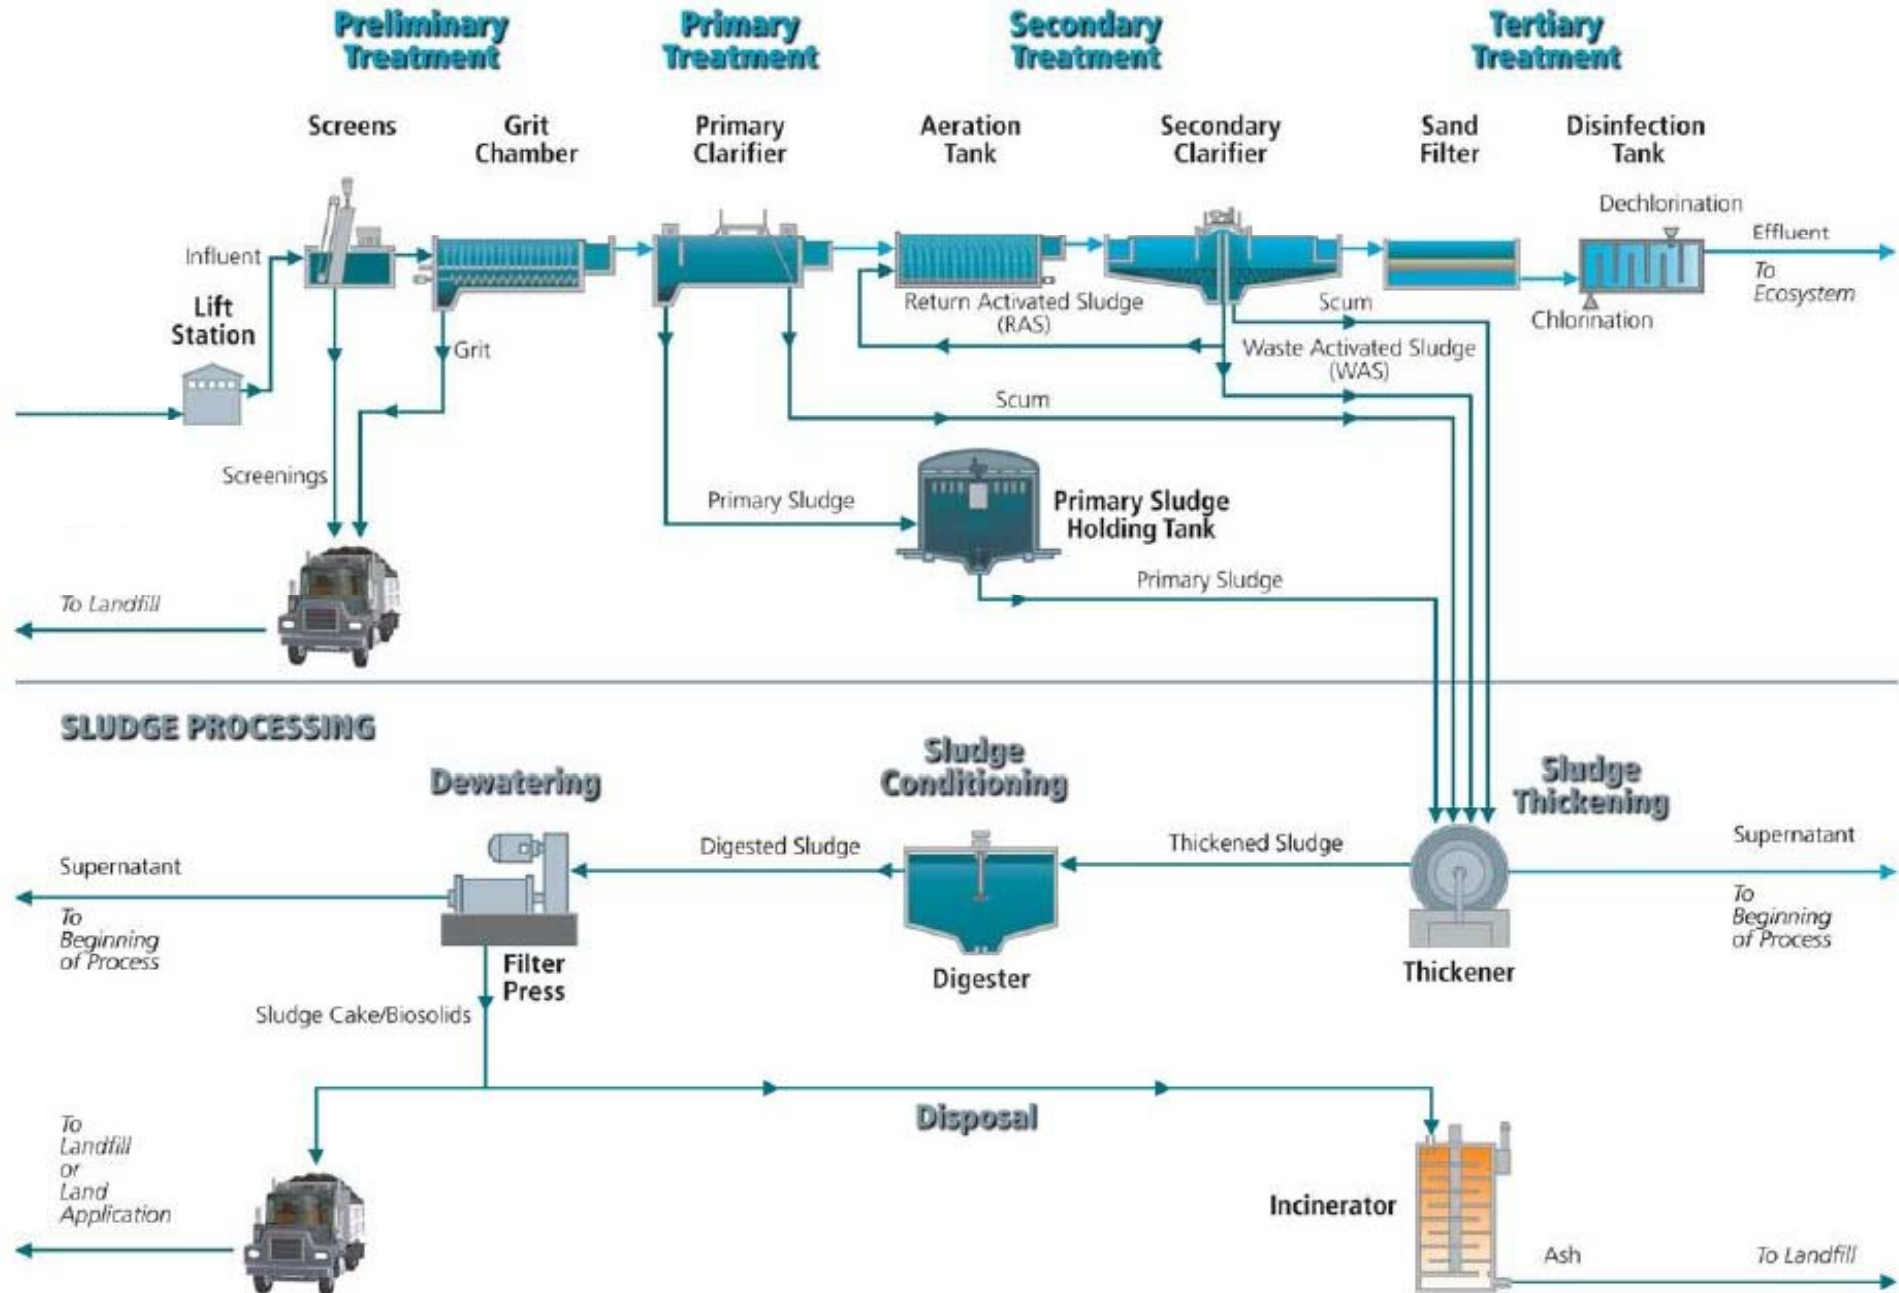 Preliminary
Treatment
Primary
Treatment
Secondary
Treatment
Tertiary
Treatment
Screens
Grit
Chamber
Primary
Clarifier
Aeration
Tank
Secondary
Clarifier
Sand
Filter
Disinfection
Tank
Dechlorination
Influent
Effluent
To
Ecosystem
Lift
Station
Grit
Return Activated Sludge
(RAS)
Scum
Chlorination
Waste Activated Sludge
(WAS)
Scum
Screenings
Primary Sludge
Primary Sludge
Holding Tank
Primary Sludge
To Landfill
SLUDGE PROCESSING
Dewatering
Sludge
Conditioning
Sludge
Thickening
Supernatant
To
Beginning
of Process
Digested Sludge
Thickened Sludge
Supernatant
To
Beginning
of Process
Filter
Press
Digester
Thickener
Sludge Cake/Biosolids
Disposal
To
Landfill
or
Land
Application
Incinerator
Ash
To Landfill